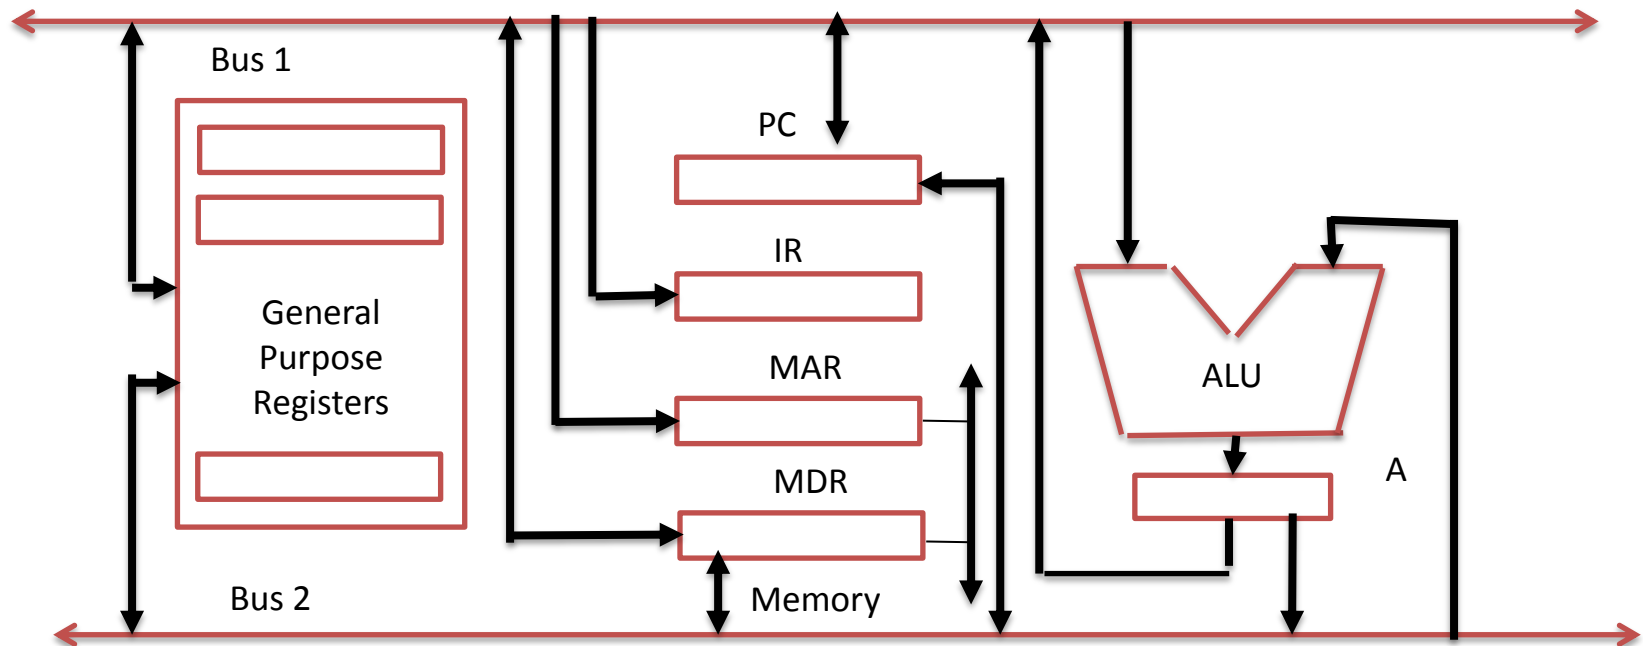 Bus 1
PC
IR
General
Purpose
Registers
MAR
ALU
MDR
A
Bus 2
Memory